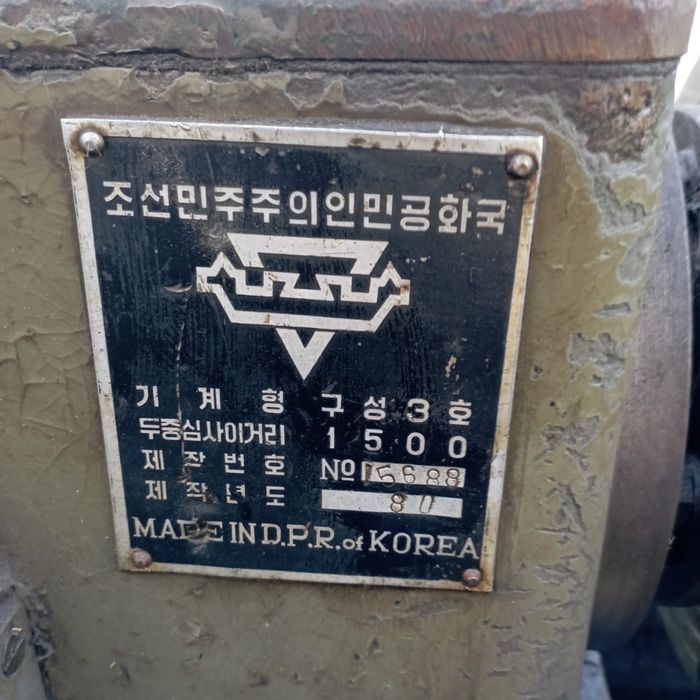 조선민주주의인민공화국
기계형 구성3호
두중심사이거리 1500
제작번호 №15688
제작년도 80
MADE IN D.P.R. of KOREA